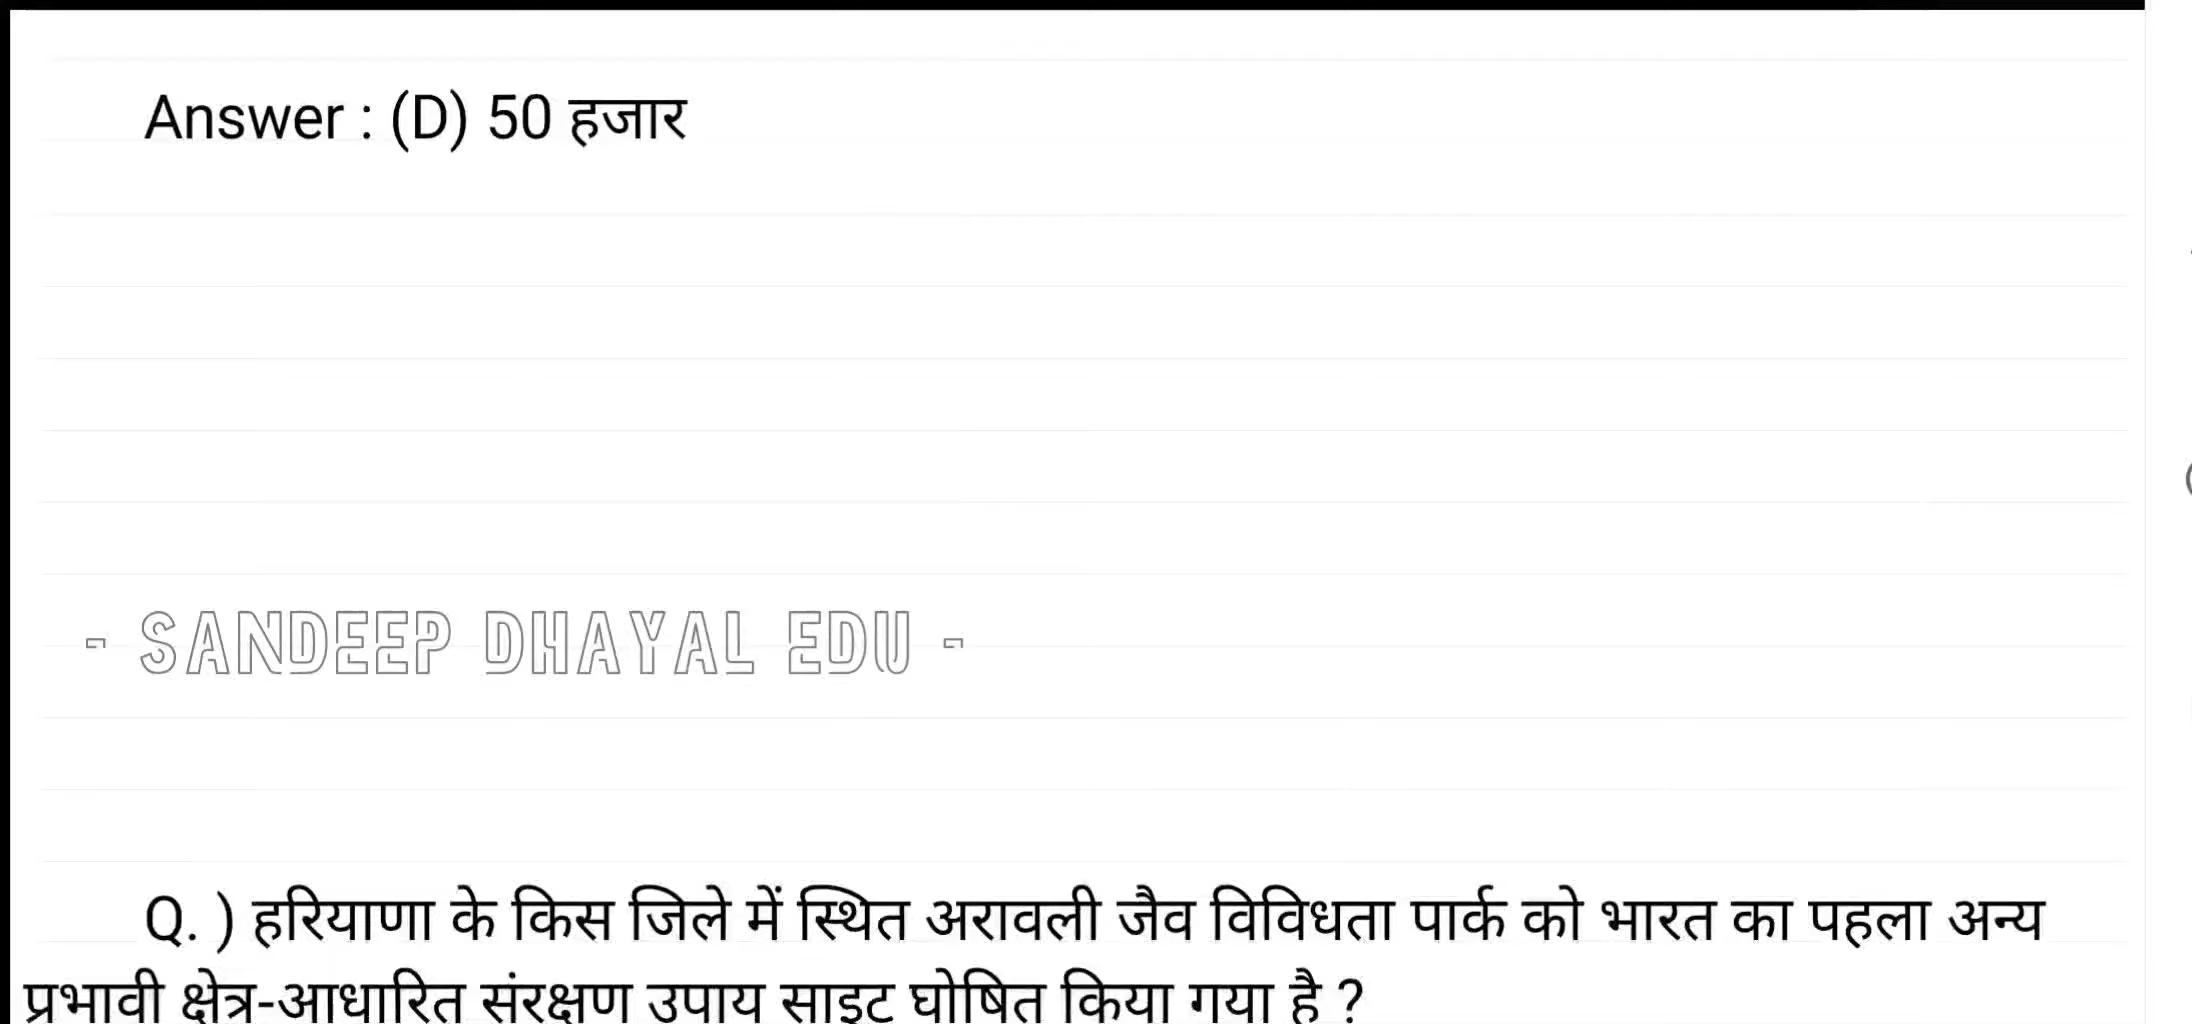 Answer : (D) 50 हजार
- SANDEEP DHAYAL EDU -
Q. ) हरियाणा के किस जिले में स्थित अरावली जैव विविधता पार्क को भारत का पहला अन्य
प्रभावी क्षेत्र-आधारित संरक्षण उपाय साइट घोषित किया गया है ?